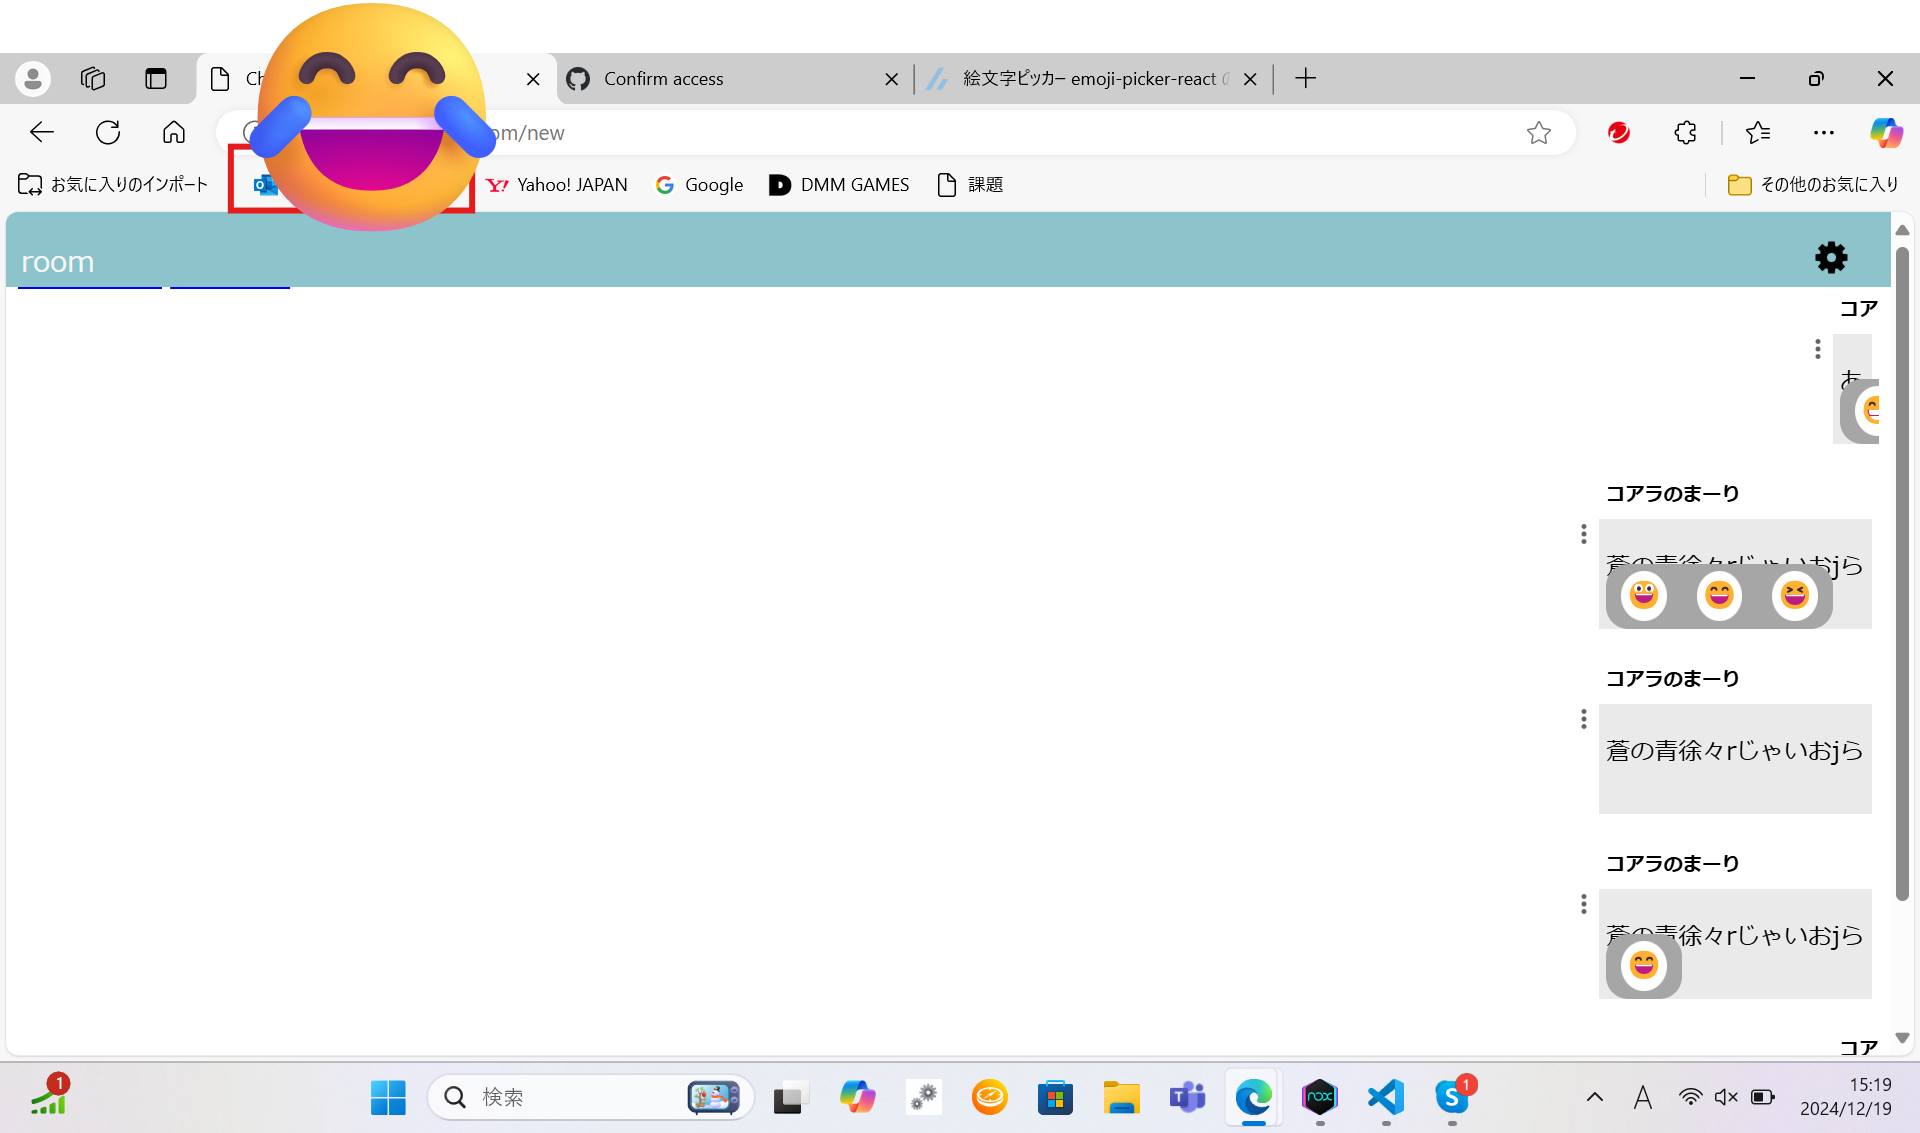 Ch
Confirm access
絵文字ピッカー emoji-picker-react
om/new
お気に入りのインポート
Yahoo! JAPAN
Google
DMM GAMES
課題
その他のお気に入り
room
コア
あ
コアラのまーり
蒼の青徐々rじゃいおjら
コアラのまーり
蒼の青徐々rじゃいおjら
コアラのまーり
蒼の青徐々rじゃいおjら
コア
1
検索
nox
1
A
15:19
2024/12/19